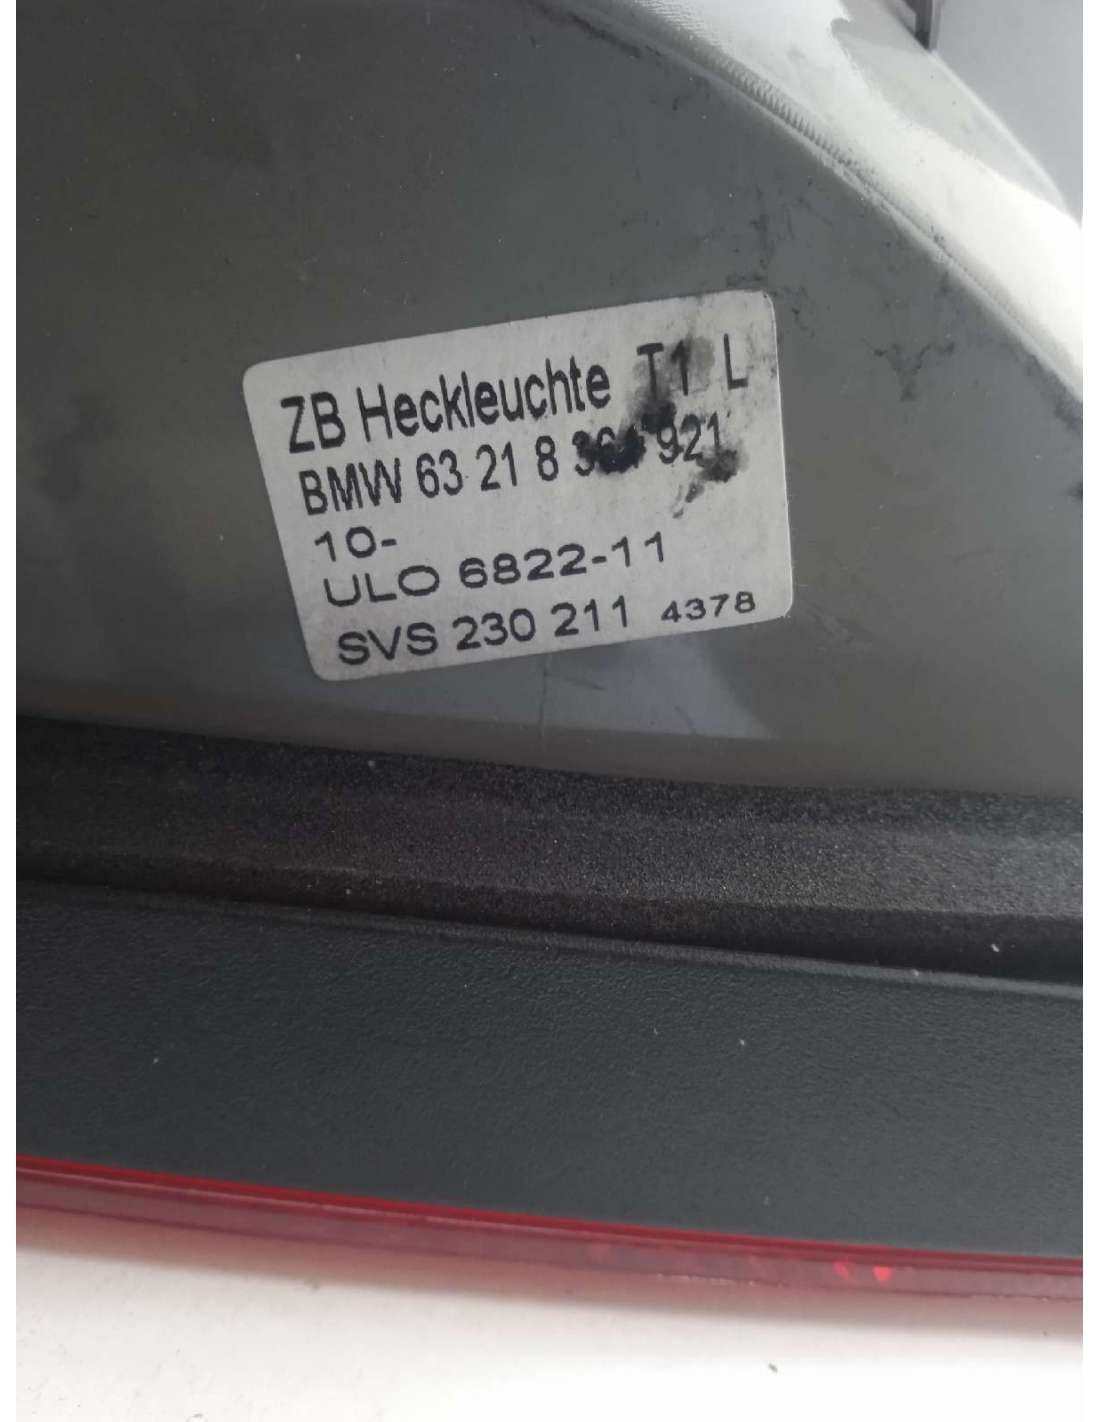 ZB Heckleuchte T1 L
BMW 63 21 8 921
10-
ULO 6822-11
SVS 230 211 4378